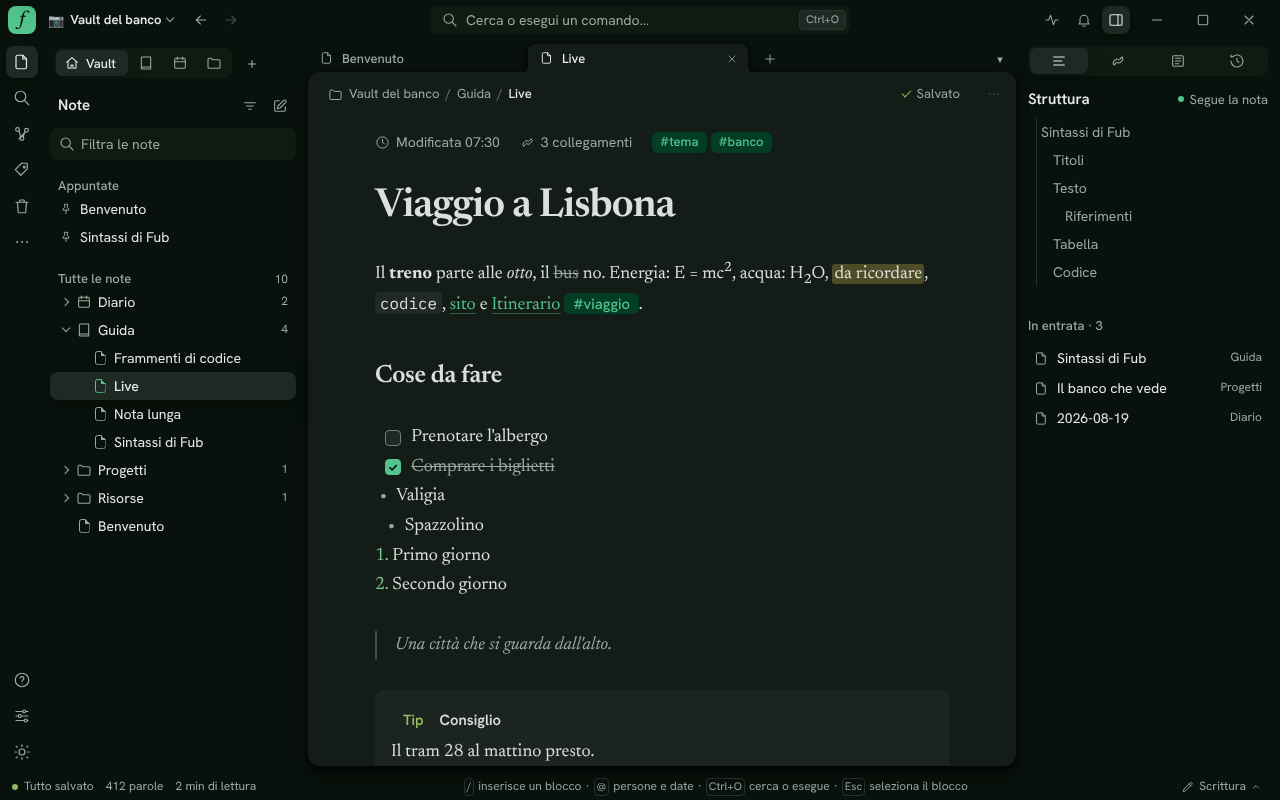 Vault del banco
Cerca o esegui un comando... Ctrl+O
Vault
Note
Filtra le note
Appuntate
Benvenuto
Sintassi di Fub
Tutte le note 10
Diario 2
Guida 4
Frammenti di codice
Live
Nota lunga
Sintassi di Fub
Progetti 1
Risorse 1
Benvenuto
Benvenuto
Live
Vault del banco / Guida / Live
Salvato
Modificata 07:30 3 collegamenti #tema #banco
Viaggio a Lisbona
Il treno parte alle otto, il bus no. Energia: E = mc², acqua: H₂O, da ricordare,
codice, sito e Itinerario #viaggio.
Cose da fare
Prenotare l'albergo
Comprare i biglietti
• Valigia
• Spazzolino
1. Primo giorno
2. Secondo giorno
Una città che si guarda dall'alto.
Tip Consiglio
Il tram 28 al mattino presto.
Struttura Segue la nota
Sintassi di Fub
Titoli
Testo
Riferimenti
Tabella
Codice
In entrata · 3
Sintassi di Fub Guida
Il banco che vede Progetti
2026-08-19 Diario
Tutto salvato 412 parole 2 min di lettura
/ inserisce un blocco · @ persone e date · Ctrl+O cerca o esegue · Esc seleziona il blocco
Scrittura